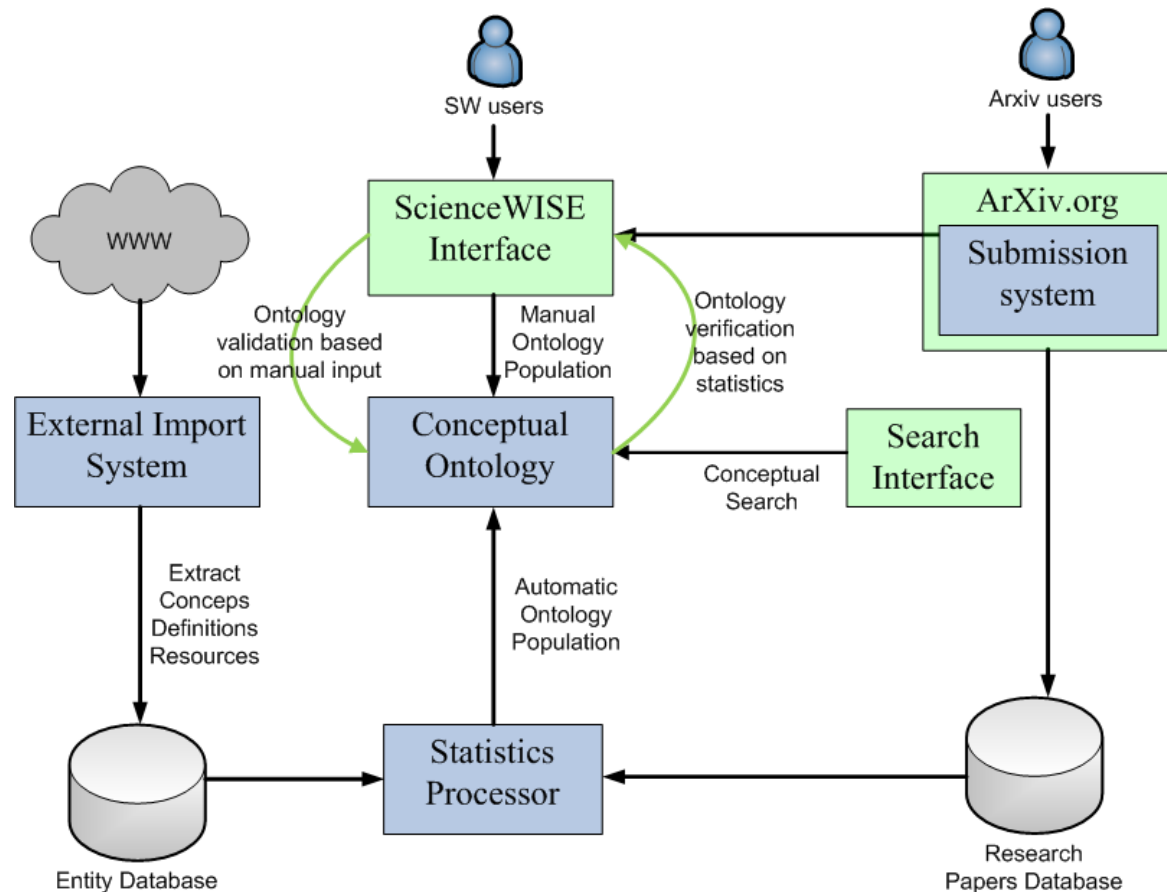 SW users
Arxiv users
WWW
ScienceWISE
Interface
ArXiv.org
Submission
system
Ontology
validation based
on manual input
Manual
Ontology
Population
Ontology
verification
based on
statistics
External Import
System
Conceptual
Ontology
Search
Interface
Conceptual
Search
Extract
Conceps
Definitions
Resources
Automatic
Ontology
Population
Statistics
Processor
Entity Database
Research
Papers Database